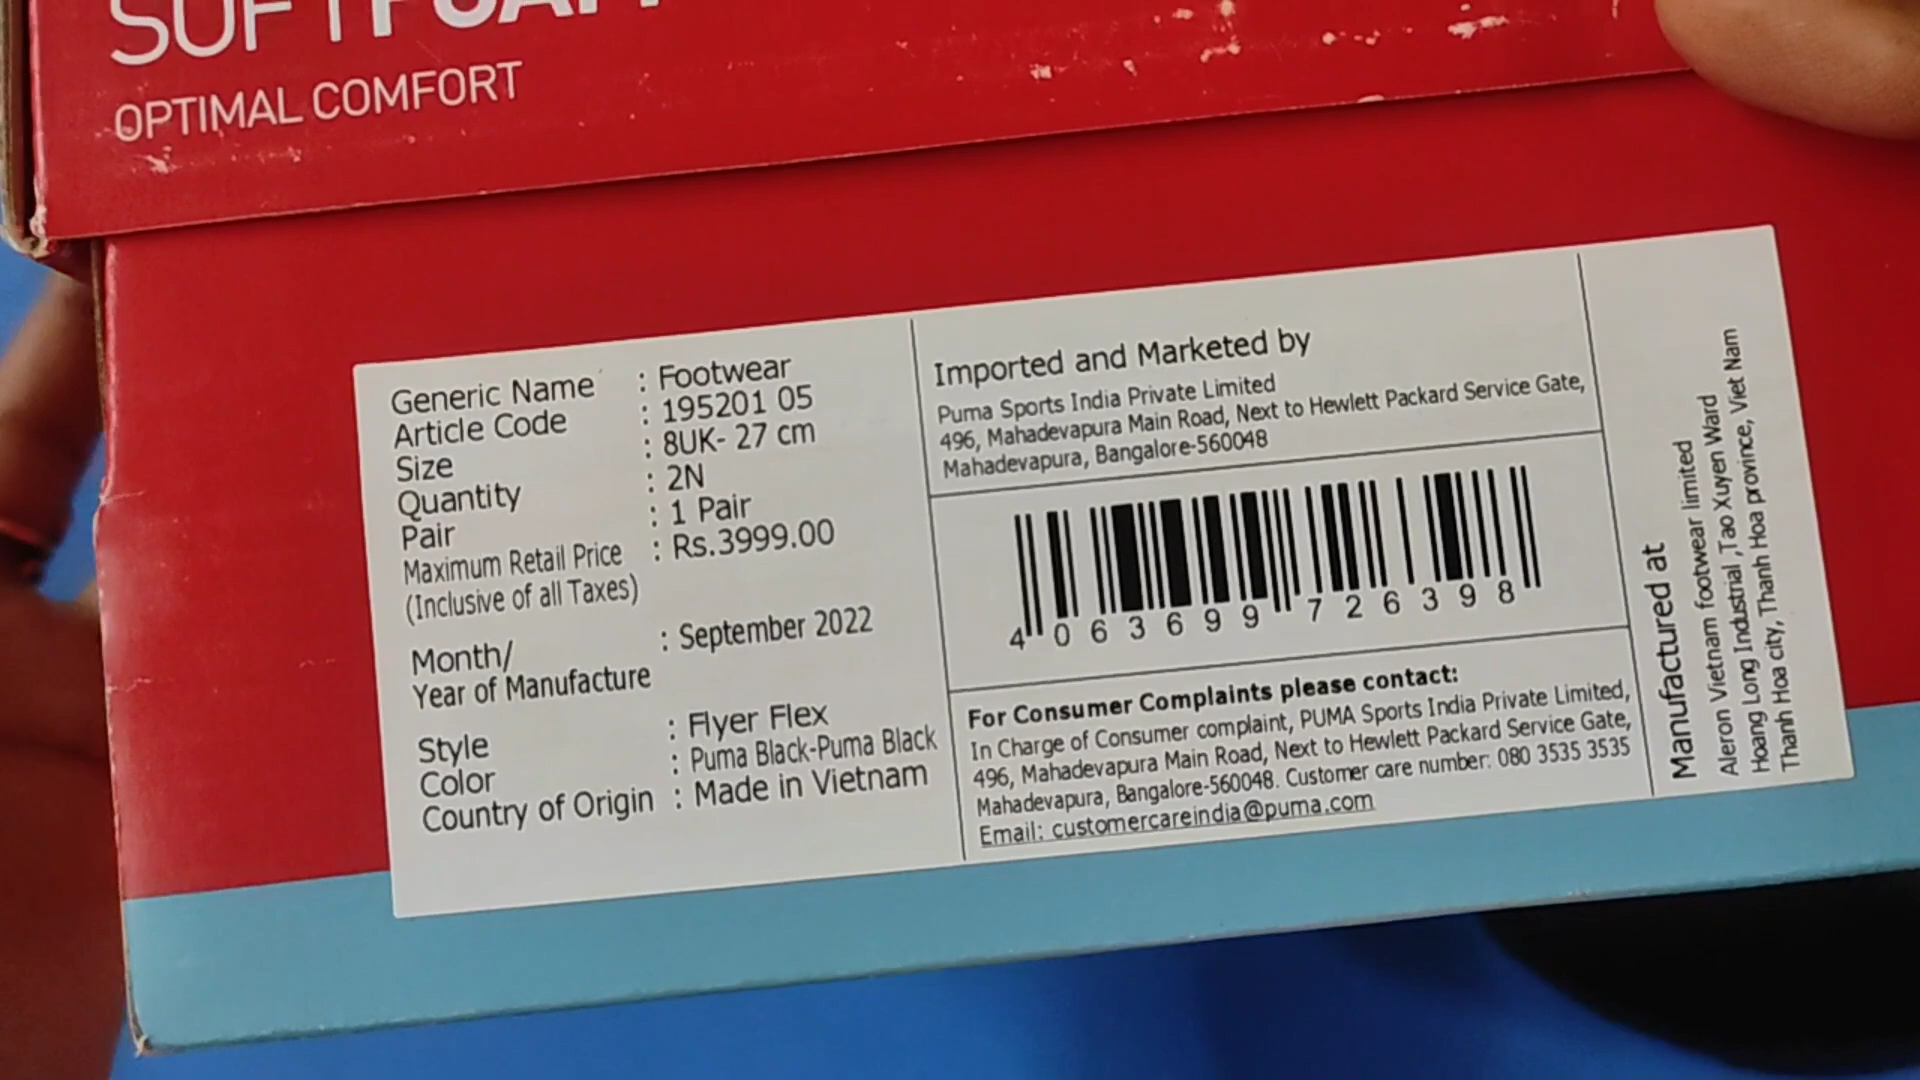 SOFTFOAM
OPTIMAL COMFORT
Generic Name : Footwear
Article Code : 195201 05
Size : 8UK- 27 cm
Quantity : 2N
Pair : 1 Pair
Maximum Retail Price : Rs.3999.00
(Inclusive of all Taxes)
Month/ : September 2022
Year of Manufacture
Style : Flyer Flex
Color : Puma Black-Puma Black
Country of Origin : Made in Vietnam
Imported and Marketed by
Puma Sports India Private Limited
496, Mahadevapura Main Road, Next to Hewlett Packard Service Gate,
Mahadevapura, Bangalore-560048
4 063699 726398
For Consumer Complaints please contact:
In Charge of Consumer complaint, PUMA Sports India Private Limited,
496, Mahadevapura Main Road, Next to Hewlett Packard Service Gate,
Mahadevapura, Bangalore-560048. Customer care number: 080 3535 3535
Email: customercareindia@puma.com
Manufactured at
Aleron Vietnam footwear limited
Hoang Long Industrial ,Tao Xuyen Ward
Thanh Hoa city, Thanh Hoa province, Viet Nam